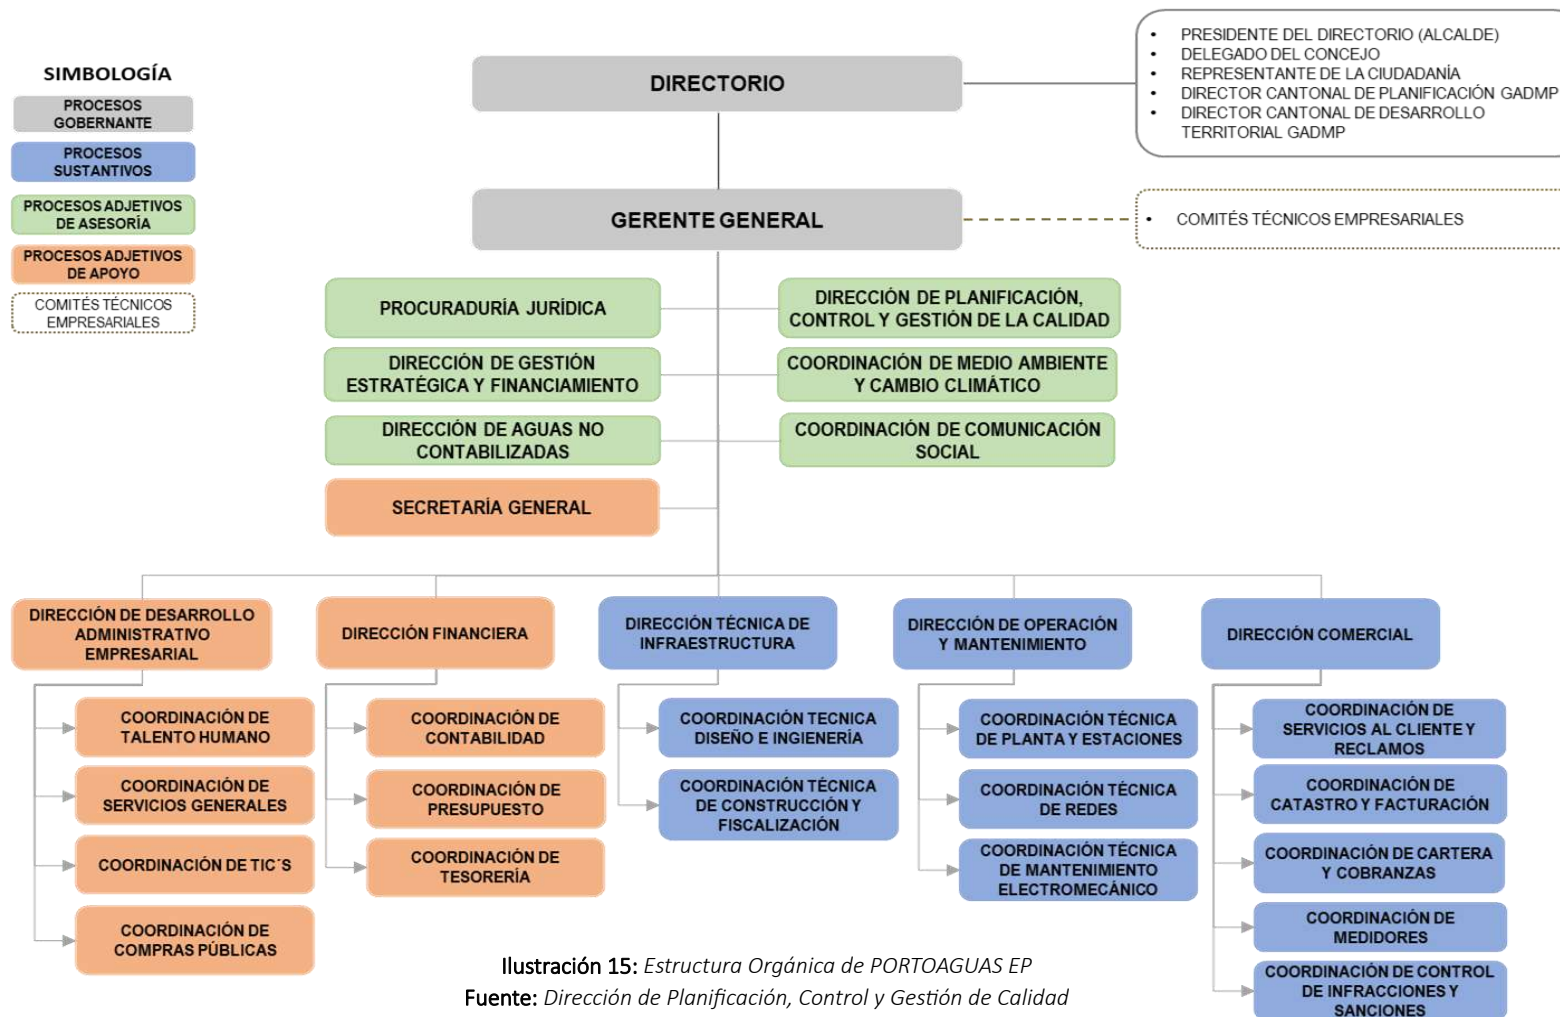 SIMBOLOGÍA
PROCESOS
GOBERNANTE
PROCESOS
SUSTANTIVOS
PROCESOS ADJETIVOS
DE ASESORÍA
PROCESOS ADJETIVOS
DE APOYO
COMITÉS TÉCNICOS
EMPRESARIALES
DIRECTORIO
• PRESIDENTE DEL DIRECTORIO (ALCALDE)
• DELEGADO DEL CONCEJO
• REPRESENTANTE DE LA CIUDADANÍA
• DIRECTOR CANTONAL DE PLANIFICACIÓN GADMP
• DIRECTOR CANTONAL DE DESARROLLO
TERRITORIAL GADMP
GERENTE GENERAL
• COMITÉS TÉCNICOS EMPRESARIALES
PROCURADURÍA JURÍDICA
DIRECCIÓN DE PLANIFICACIÓN,
CONTROL Y GESTIÓN DE LA CALIDAD
DIRECCIÓN DE GESTIÓN
ESTRATÉGICA Y FINANCIAMIENTO
COORDINACIÓN DE MEDIO AMBIENTE
Y CAMBIO CLIMÁTICO
DIRECCIÓN DE AGUAS NO
CONTABILIZADAS
COORDINACIÓN DE COMUNICACIÓN
SOCIAL
SECRETARÍA GENERAL
DIRECCIÓN DE DESARROLLO
ADMINISTRATIVO
EMPRESARIAL
COORDINACIÓN DE
TALENTO HUMANO
COORDINACIÓN DE
SERVICIOS GENERALES
COORDINACIÓN DE TIC´S
COORDINACIÓN DE
COMPRAS PÚBLICAS
DIRECCIÓN FINANCIERA
COORDINACIÓN DE
CONTABILIDAD
COORDINACIÓN DE
PRESUPUESTO
COORDINACIÓN DE
TESORERÍA
DIRECCIÓN TÉCNICA DE
INFRAESTRUCTURA
COORDINACIÓN TECNICA
DISEÑO E INGIENERÍA
COORDINACIÓN TÉCNICA
DE CONSTRUCCIÓN Y
FISCALIZACIÓN
DIRECCIÓN DE OPERACIÓN
Y MANTENIMIENTO
COORDINACIÓN TÉCNICA
DE PLANTA Y ESTACIONES
COORDINACIÓN TÉCNICA
DE REDES
COORDINACIÓN TÉCNICA
DE MANTENIMIENTO
ELECTROMECÁNICO
DIRECCIÓN COMERCIAL
COORDINACIÓN DE
SERVICIOS AL CLIENTE Y
RECLAMOS
COORDINACIÓN DE
CATASTRO Y FACTURACIÓN
COORDINACIÓN DE CARTERA
Y COBRANZAS
COORDINACIÓN DE
MEDIDORES
COORDINACIÓN DE CONTROL
DE INFRACCIONES Y
SANCIONES
Ilustración 15: Estructura Orgánica de PORTOAGUAS EP
Fuente: Dirección de Planificación, Control y Gestión de Calidad